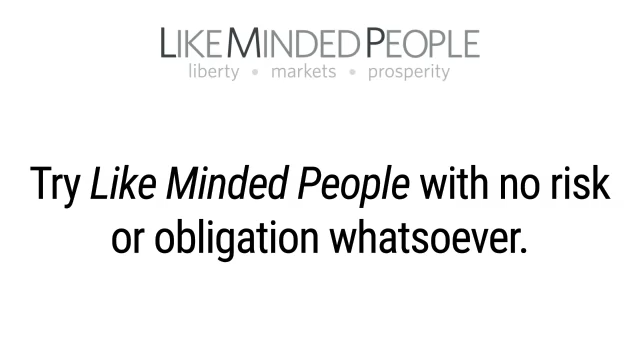 LIKE MINDED PEOPLE
liberty • markets • prosperity
Try Like Minded People with no risk
or obligation whatsoever.